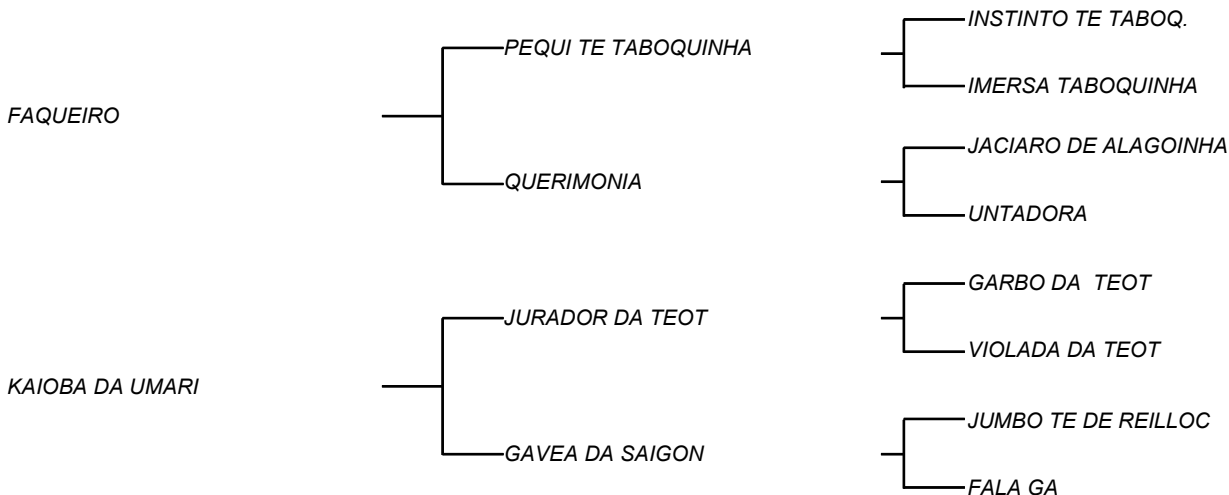 INSTINTO TE TABOQ.
PEQUI TE TABOQUINHA
IMERSA TABOQUINHA
FAQUEIRO
JACIARO DE ALAGOINHA
QUERIMONIA
UNTADORA
GARBO DA  TEOT
JURADOR DA TEOT
VIOLADA DA TEOT
KAIOBA DA UMARI
JUMBO TE DE REILLOC
GAVEA DA SAIGON
FALA GA